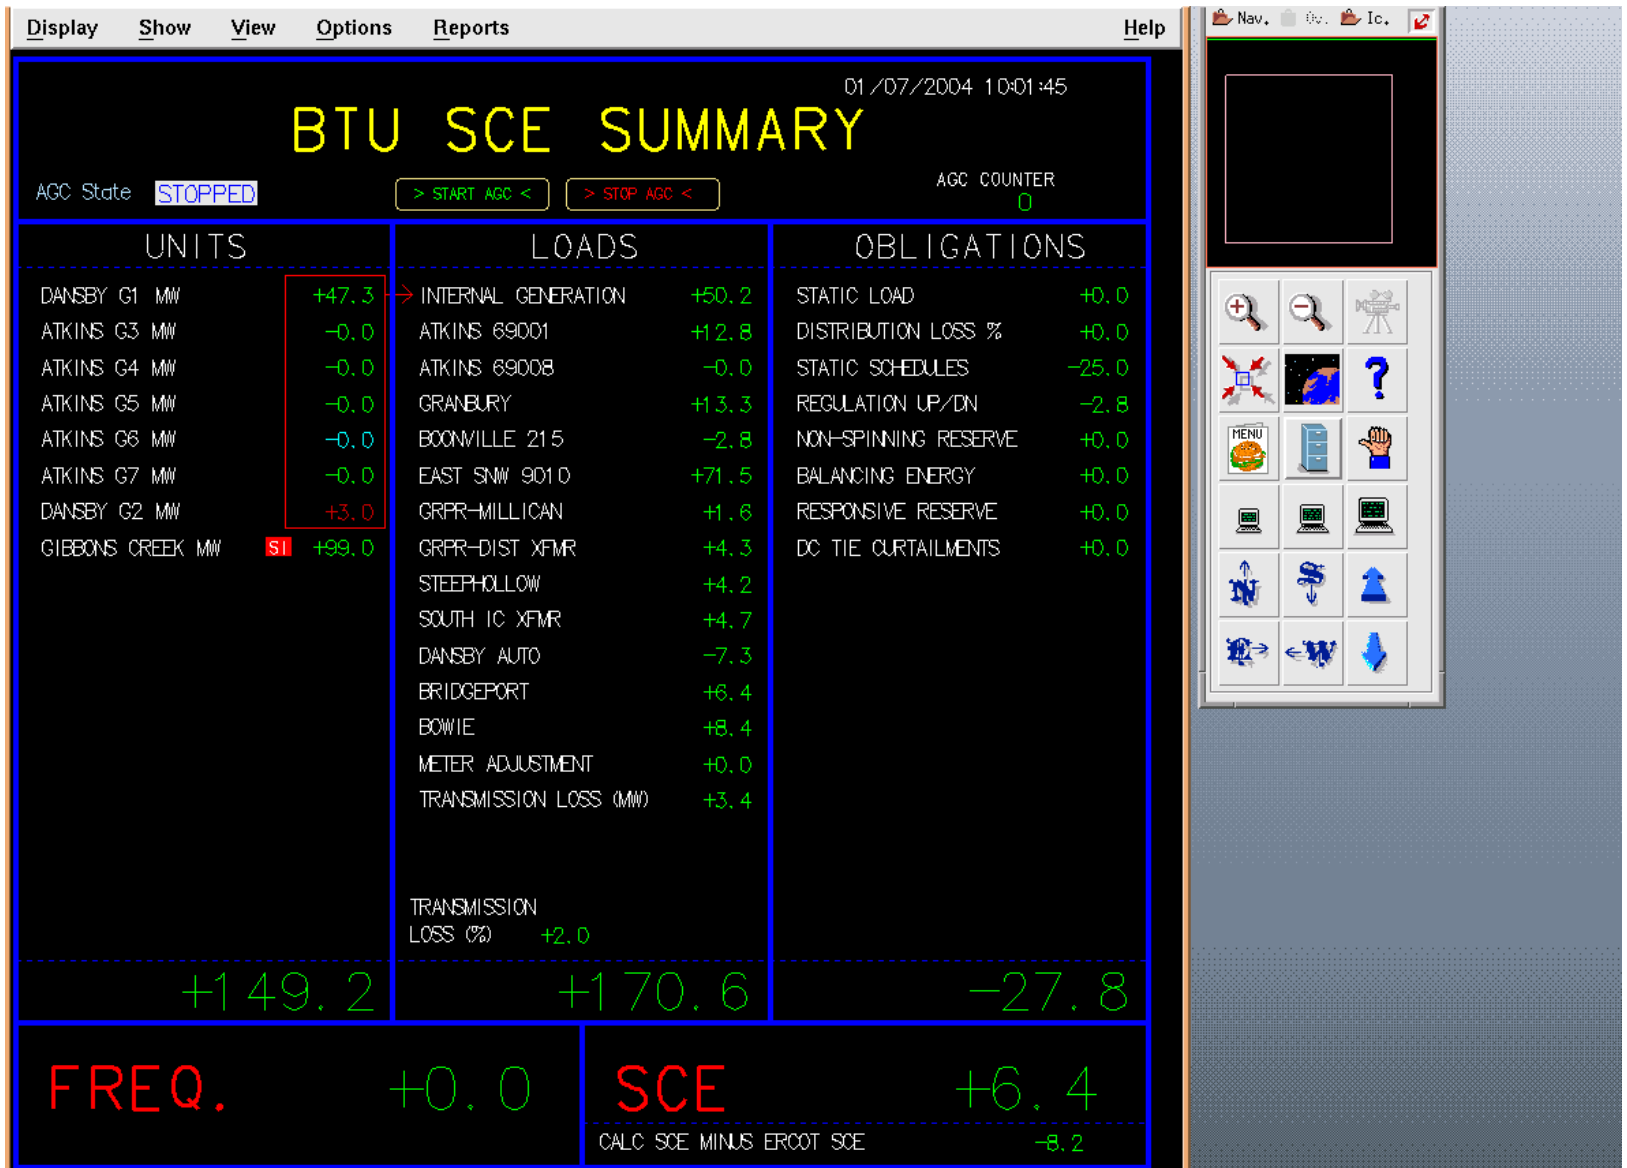 Display Show View Options Reports Help
Nav. Ov. Ic.
01/07/2004 10:01:45
BTU SCE SUMMARY
AGC State STOPPED > START AGC < > STOP AGC < AGC COUNTER
0
UNITS LOADS OBLIGATIONS
DANSBY G1 MW +47.3 INTERNAL GENERATION +50.2 STATIC LOAD +0.0
ATKINS G3 MW -0.0 ATKINS 69001 +12.8 DISTRIBUTION LOSS % +0.0
ATKINS G4 MW -0.0 ATKINS 69008 -0.0 STATIC SCHEDULES -25.0
ATKINS G5 MW -0.0 GRANBURY +13.3 REGULATION UP/DN -2.8
ATKINS G6 MW -0.0 BOONVILLE 215 -2.8 NON-SPINNING RESERVE +0.0
ATKINS G7 MW -0.0 EAST SNW 9010 +71.5 BALANCING ENERGY +0.0
DANSBY G2 MW +3.0 GRPR-MILLICAN +1.6 RESPONSIVE RESERVE +0.0
GIBBONS CREEK MW SI +99.0 GRPR-DIST XFMR +4.3 DC TIE CURTAILMENTS +0.0
STEEPHOLLOW +4.2
SOUTH IC XFMR +4.7
DANSBY AUTO -7.3
BRIDGEPORT +6.4
BOWIE +8.4
METER ADJUSTMENT +0.0
TRANSMISSION LOSS (MW) +3.4
TRANSMISSION
LOSS (%) +2.0
+149.2 +170.6 -27.8
FREQ. +0.0 SCE +6.4
CALC SCE MINUS ERCOT SCE -8.2
MENU
N S
E W